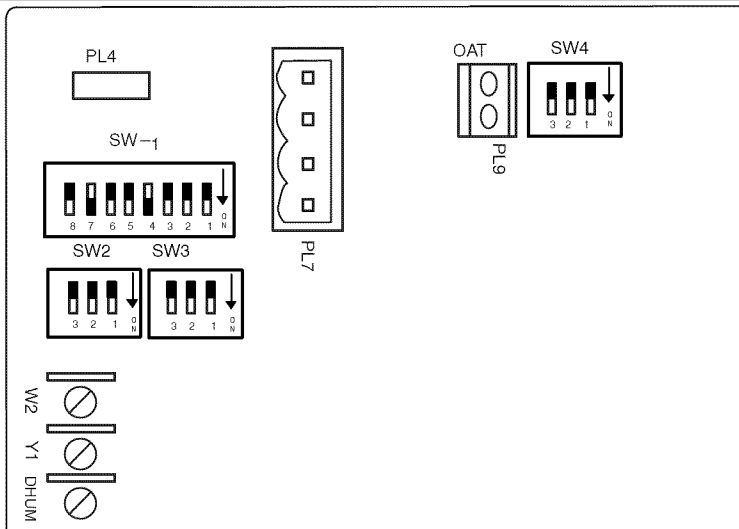 PL4
OAT
SW4
3 2 1
ON
PL9
SW-1
8 7 6 5 4 3 2 1
ON
PL7
SW2
SW3
3 2 1
ON
3 2 1
ON
W2
Y1
DHUM